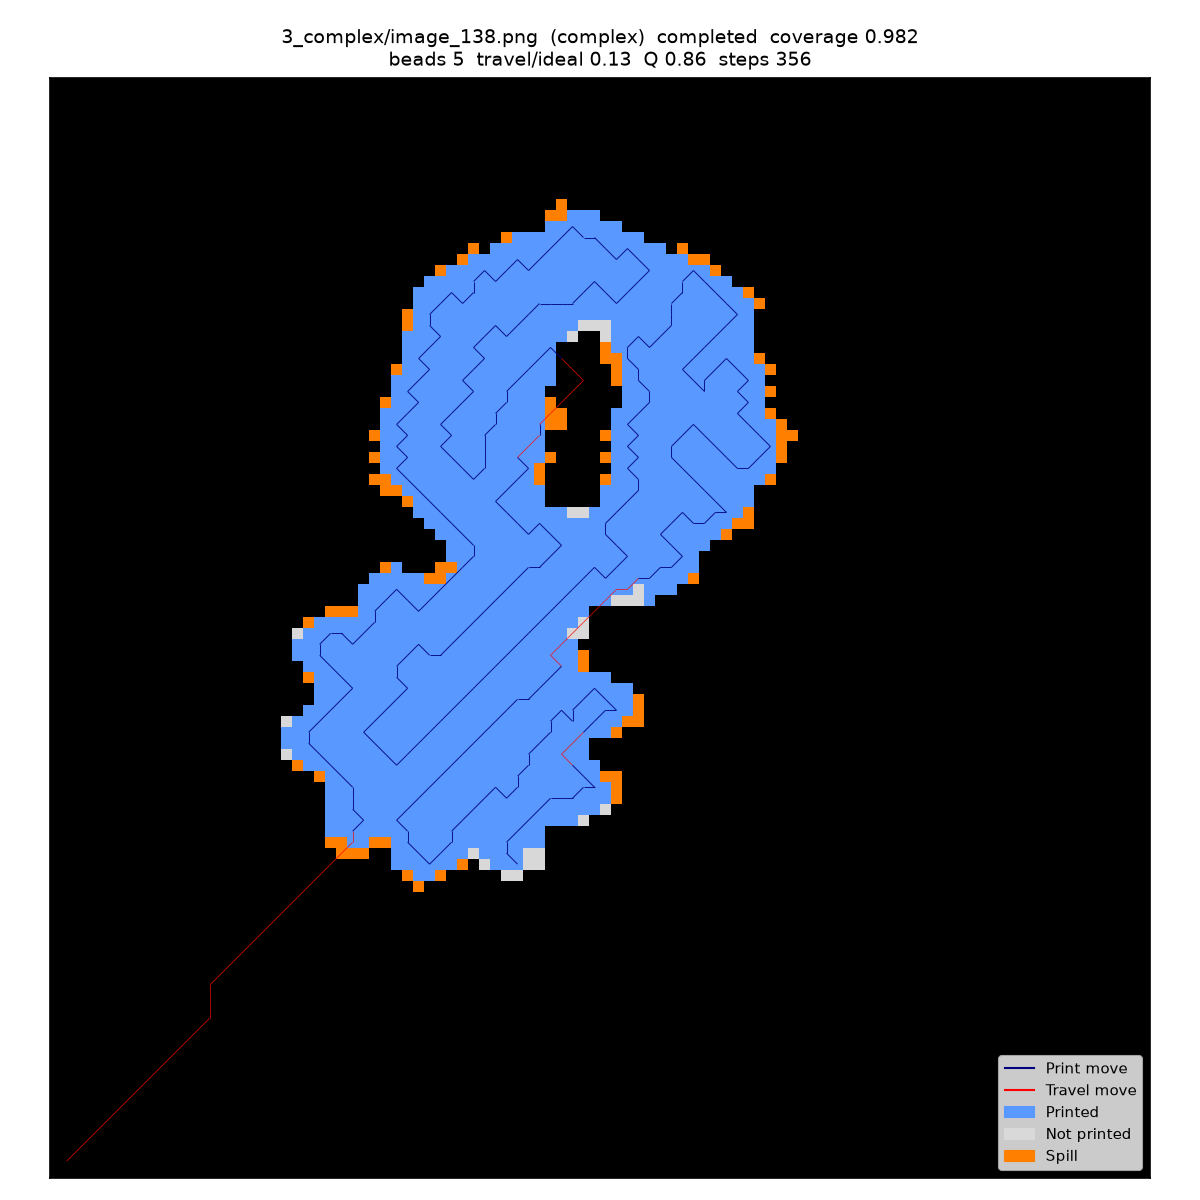 3_complex/image_138.png  (complex)  completed  coverage 0.982
beads 5  travel/ideal 0.13  Q 0.86  steps 356
Print move
Travel move
Printed
Not printed
Spill